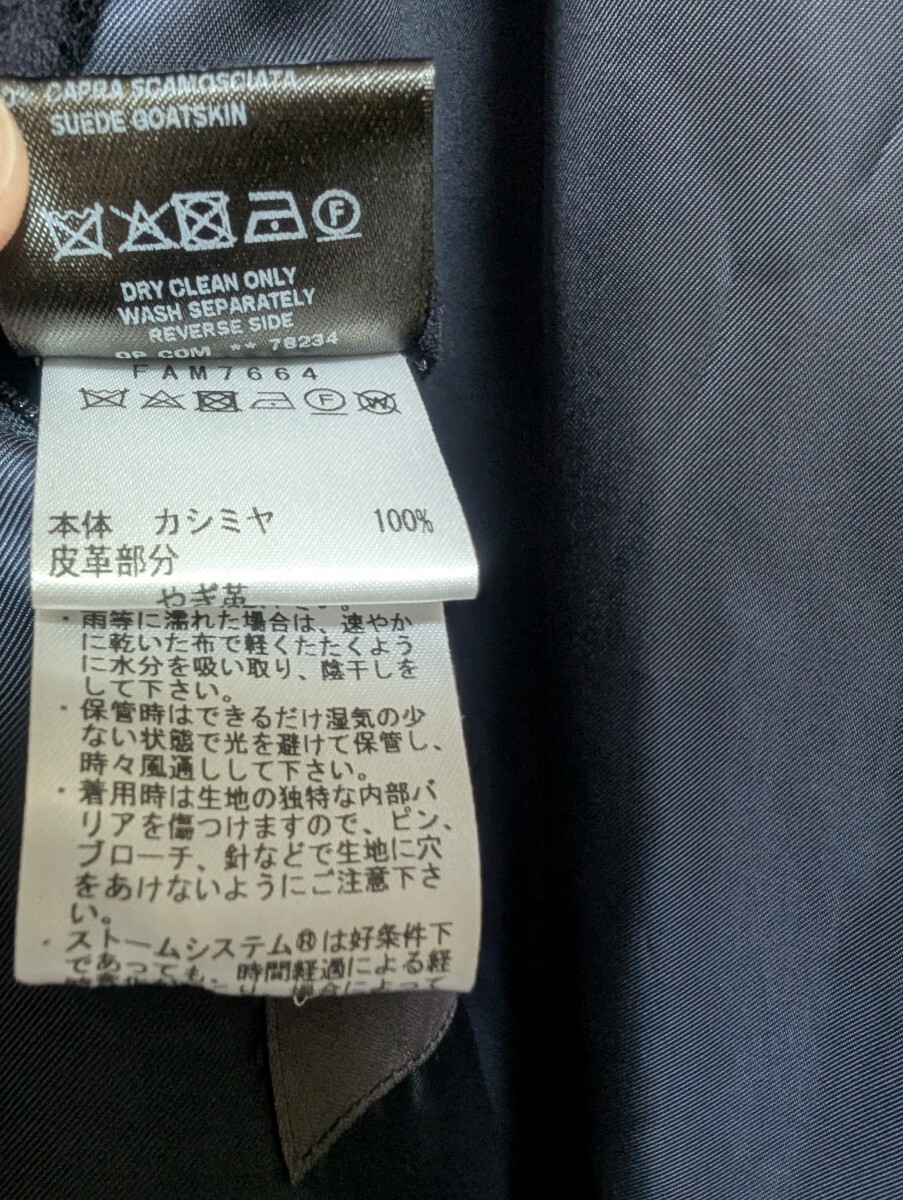 0% CAPRA SCAMOSCIATA
SUEDE GOATSKIN
F
DRY CLEAN ONLY
WASH SEPARATELY
REVERSE SIDE
OP COM ** 78234
FAM7664
F W
本体 カシミヤ 100%
皮革部分
やぎ革
・雨等に濡れた場合は、速やか
に乾いた布で軽くたたくよう
に水分を吸い取り、陰干しを
して下さい。
・保管時はできるだけ湿気の少
ない状態で光を避けて保管し、
時々風通しして下さい。
・着用時は生地の独特な内部バ
リアを傷つけますので、ピン、
ブローチ、針などで生地に穴
をあけないようにご注意下さ
い。
・ストームシステム®は好条件下
であっても、時間経過による経